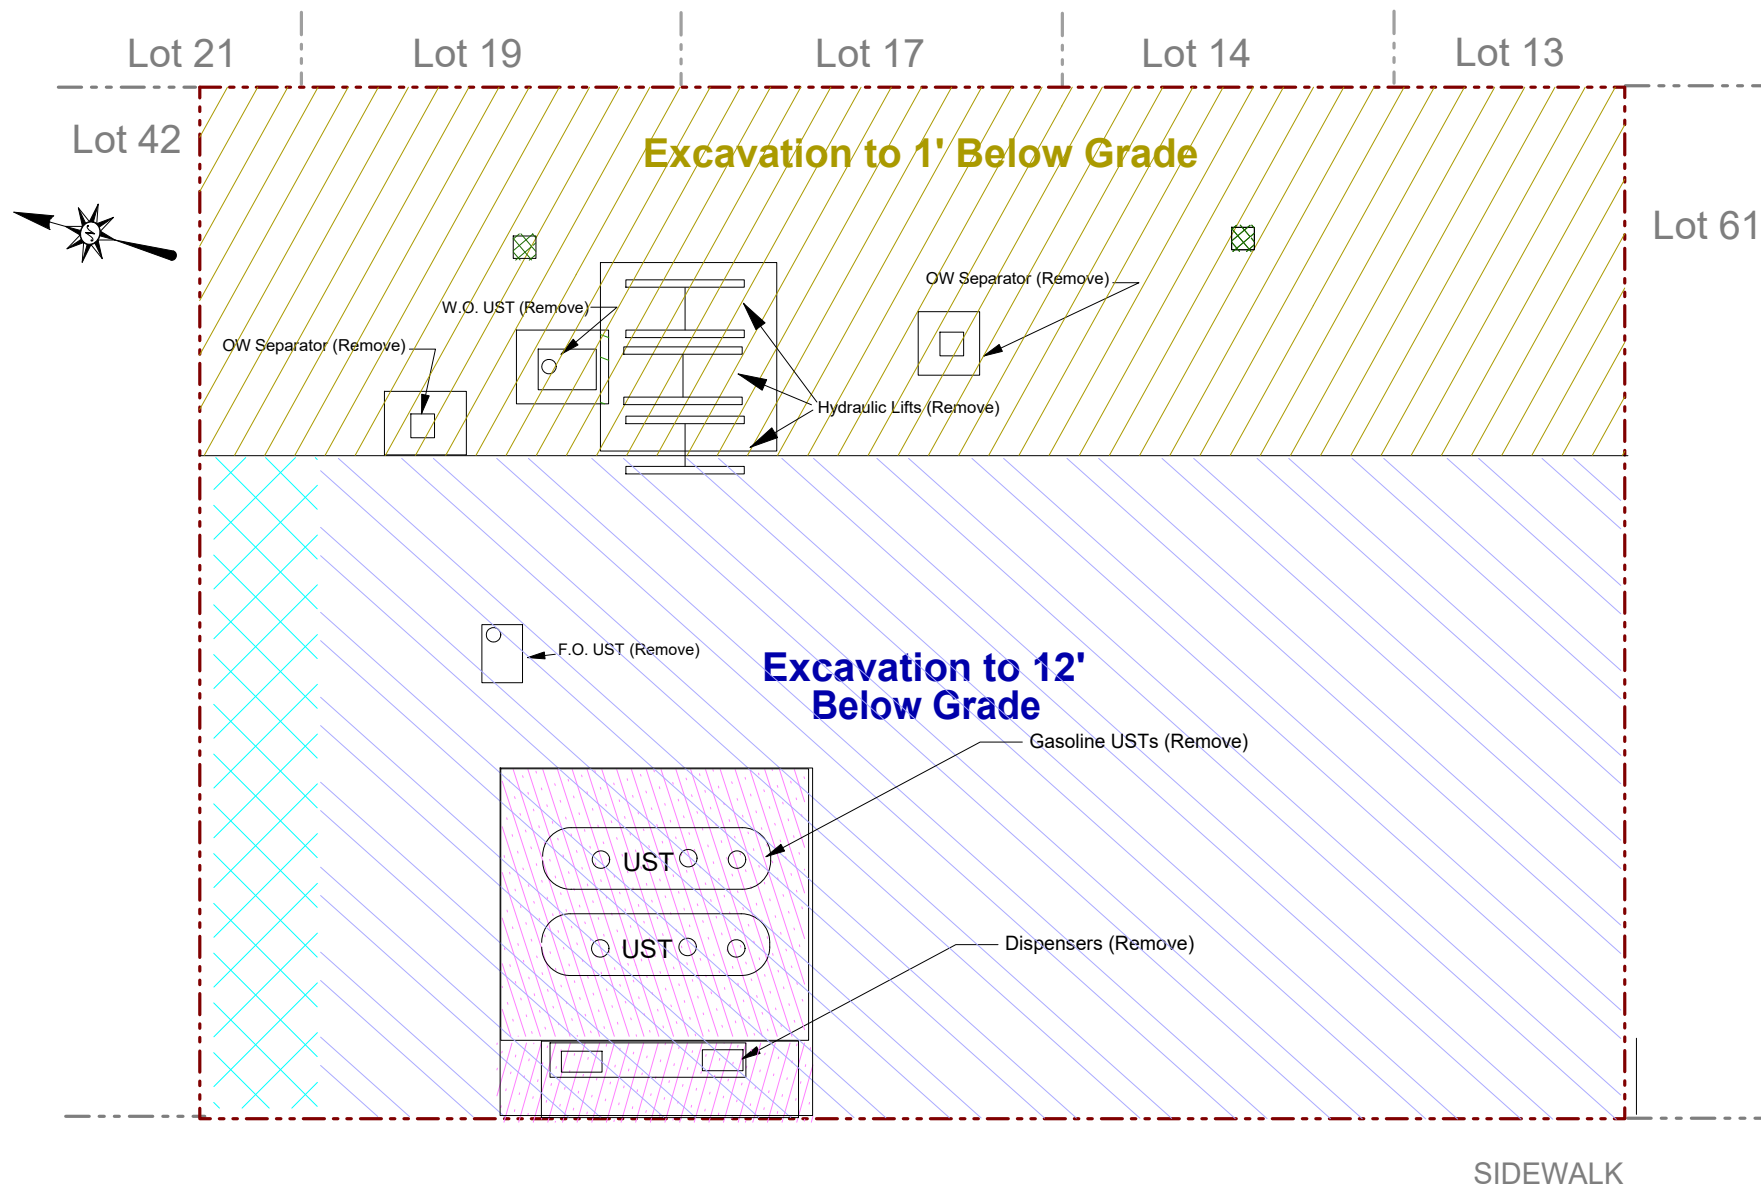 Lot 21
Lot 19
Lot 17
Lot 14
Lot 13
Lot 42
Excavation to 1' Below Grade
Lot 61
OW Separator (Remove)
W.O. UST (Remove)
OW Separator (Remove)
Hydraulic Lifts (Remove)
F.O. UST (Remove)
Excavation to 12'
Below Grade
Gasoline USTs (Remove)
UST
UST
Dispensers (Remove)
SIDEWALK